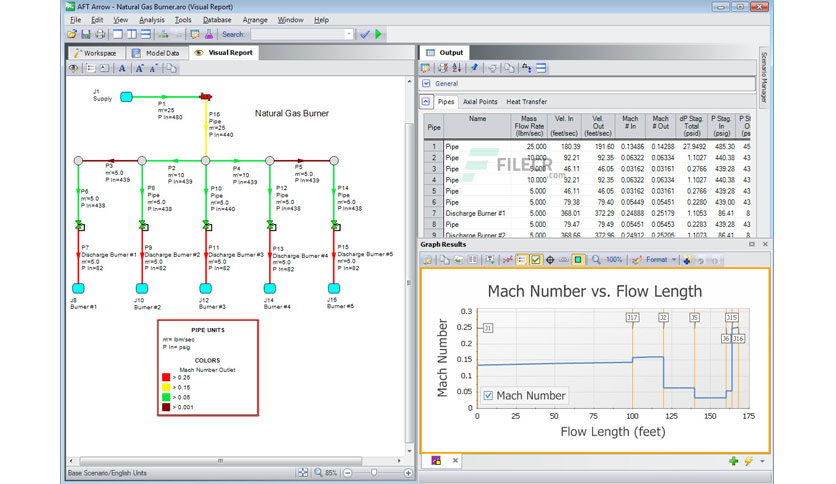 AFT Arrow - Natural Gas Burner.aro (Visual Report)
File Edit View Analysis Tools Database Arrange Window Help
Search:
Workspace Model Data Visual Report
J1
Supply
P1
m'=25
P In=480
P16
Pipe
m'=25
P In=440
Natural Gas Burner
P3
m'=5.0
P In=439
P2
m'=10
P In=439
P4
m'=10
P In=439
P5
m'=5.0
P In=439
P6
m'=5.0
P In=438
P8
Pipe
m'=5.0
P In=438
P10
Pipe
m'=5.0
P In=440
P12
Pipe
m'=5.0
P In=438
P14
Pipe
m'=5.0
P In=438
P7
Discharge Burner #1
m'=5.0
P In=82
P9
Discharge Burner #2
m'=5.0
P In=82
P11
Discharge Burner #3
m'=5.0
P In=82
P13
Discharge Burner #4
m'=5.0
P In=82
P15
Discharge Burner #5
m'=5.0
P In=82
J8
Burner #1
J10
Burner #2
J12
Burner #3
J14
Burner #4
J16
Burner #5
PIPE UNITS
m'= lbm/sec
P In= psig
COLORS
Mach Number Outlet
> 0.25
> 0.15
> 0.05
> 0.001
Base Scenario/English Units
85%
Output
Scenario Manager
General
Pipes Axial Points Heat Transfer
Pipe Name Mass Flow Rate (lbm/sec) Vel. In (feet/sec) Vel. Out (feet/sec) Mach # In Mach # Out dP Stag. Total (psid) P Stag. In (psig) P St Ou (ps
1 Pipe 25.000 180.39 191.60 0.13486 0.14288 27.9492 485.30 45
2 Pipe 10.000 92.21 92.35 0.06332 0.06334 1.1027 440.38 43
3 Pipe 5.000 46.11 46.05 0.03162 0.03161 0.2766 439.28 43
4 Pipe 10.000 92.21 92.35 0.06332 0.06334 1.1027 440.38 43
5 Pipe 5.000 46.11 46.05 0.03162 0.03161 0.2766 439.28 43
6 Pipe 5.000 79.38 79.40 0.05449 0.05451 0.2280 439.00 43
7 Discharge Burner #1 5.000 368.01 372.29 0.24888 0.25179 1.1053 86.41 8
8 Pipe 5.000 79.47 79.49 0.05451 0.05453 0.2283 439.28 43
9 Discharge Burner #2 5.000 368.66 372.96 0.24912 0.25205 1.1075 86.24 8
FILECR
.com
Graph Results
100% Format
Mach Number vs. Flow Length
Mach Number
0.3
0.25
0.2
0.15
0.1
0.05
0
J1
J17
J2
J5
J15
J6
J16
Mach Number
0 25 50 75 100 125 150 175
Flow Length (feet)